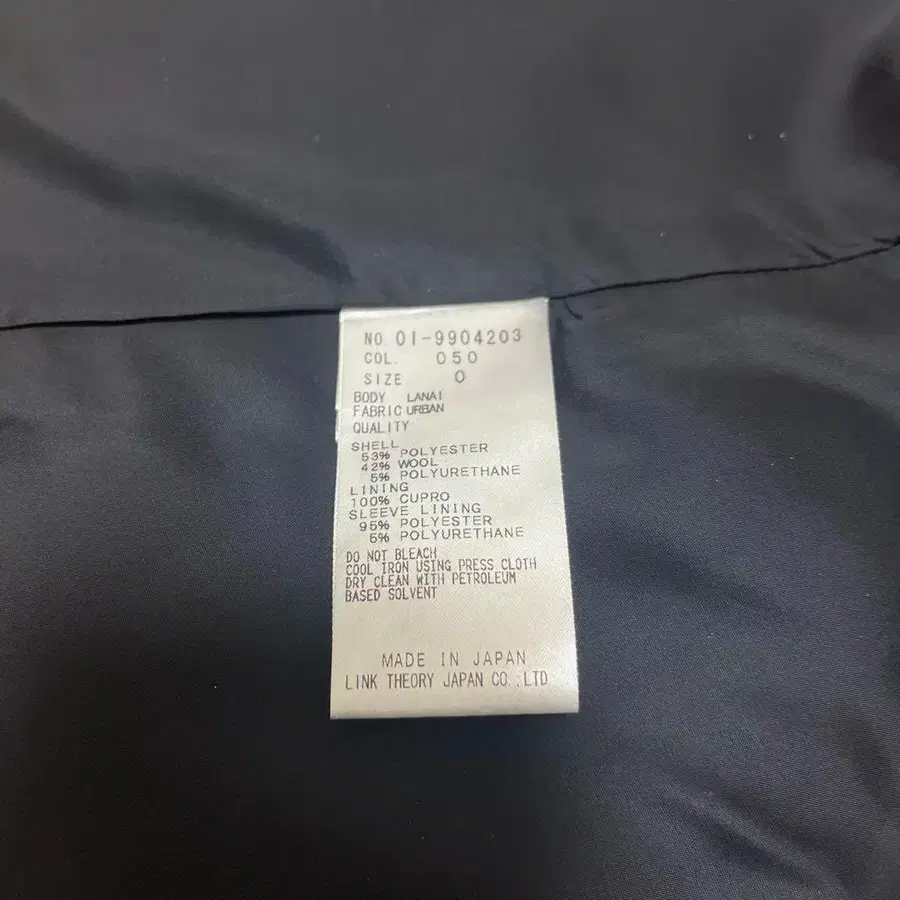 NO. 01-9904203
COL. 050
SIZE 0
BODY LANAI
FABRIC URBAN
QUALITY
SHELL
53% POLYESTER
42% WOOL
5% POLYURETHANE
LINING
100% CUPRO
SLEEVE LINING
95% POLYESTER
5% POLYURETHANE
DO NOT BLEACH
COOL IRON USING PRESS CLOTH
DRY CLEAN WITH PETROLEUM
BASED SOLVENT
MADE IN JAPAN
LINK THEORY JAPAN CO.,LTD